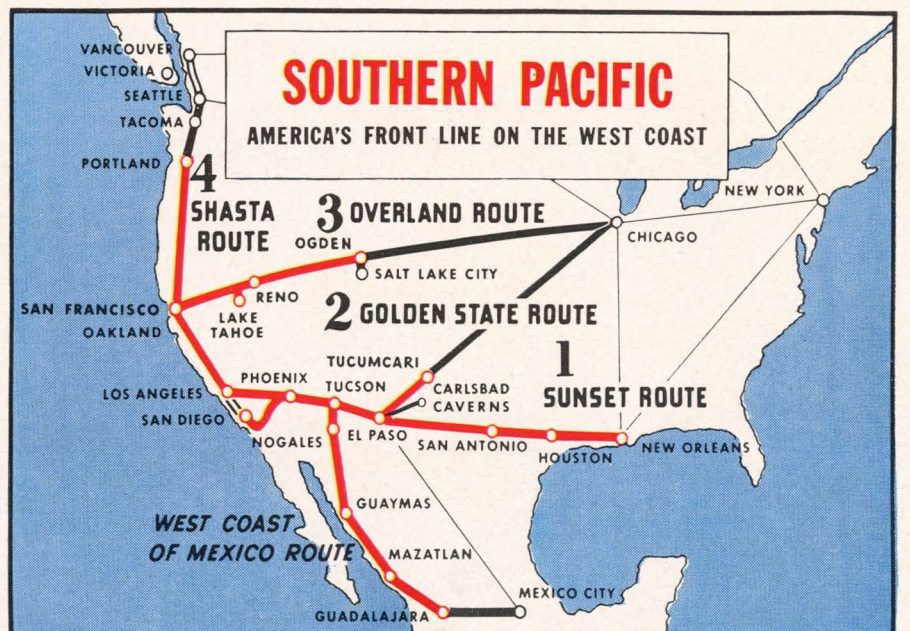 SOUTHERN PACIFIC
AMERICA'S FRONT LINE ON THE WEST COAST
VANCOUVER
VICTORIA
SEATTLE
TACOMA
PORTLAND
4
SHASTA
ROUTE
3 OVERLAND ROUTE
OGDEN
SALT LAKE CITY
NEW YORK
CHICAGO
RENO
LAKE
TAHOE
SAN FRANCISCO
OAKLAND
2 GOLDEN STATE ROUTE
1
SUNSET ROUTE
TUCUMCARI
CARLSBAD
CAVERNS
LOS ANGELES
PHOENIX
TUCSON
SAN DIEGO
NOGALES
EL PASO
SAN ANTONIO
HOUSTON
NEW ORLEANS
GUAYMAS
WEST COAST
OF MEXICO ROUTE
MAZATLAN
MEXICO CITY
GUADALAJARA